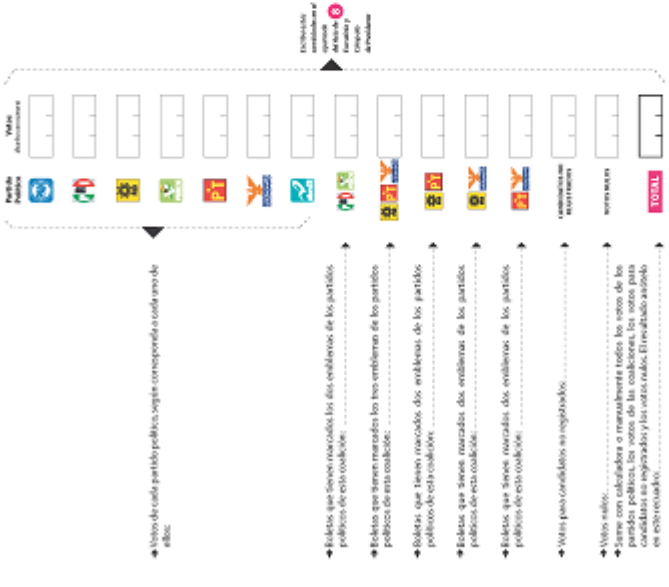 Partido
Político
Votos
Votos de cada partido político, según corresponda a cada uno de
ellos:
Boletas que tienen marcados los dos emblemas de los partidos
políticos de esta coalición:
Boletas que tienen marcados los tres emblemas de los partidos
políticos de esta coalición:
Boletas que tienen marcados dos emblemas de los partidos
políticos de esta coalición:
Boletas que tienen marcados dos emblemas de los partidos
políticos de esta coalición:
Boletas que tienen marcados dos emblemas de los partidos
políticos de esta coalición:
Votos para candidatos no registrados:
Votos nulos:
Sume con calculadora o manualmente todos los votos de los
partidos políticos, los votos de las coaliciones, los votos para
candidatos no registrados y los votos nulos. El resultado anótelo
en este recuadro:
PRI
PT
PT
PT
PT
CANDIDATOS NO
REGISTRADOS
VOTOS NULOS
TOTAL
8